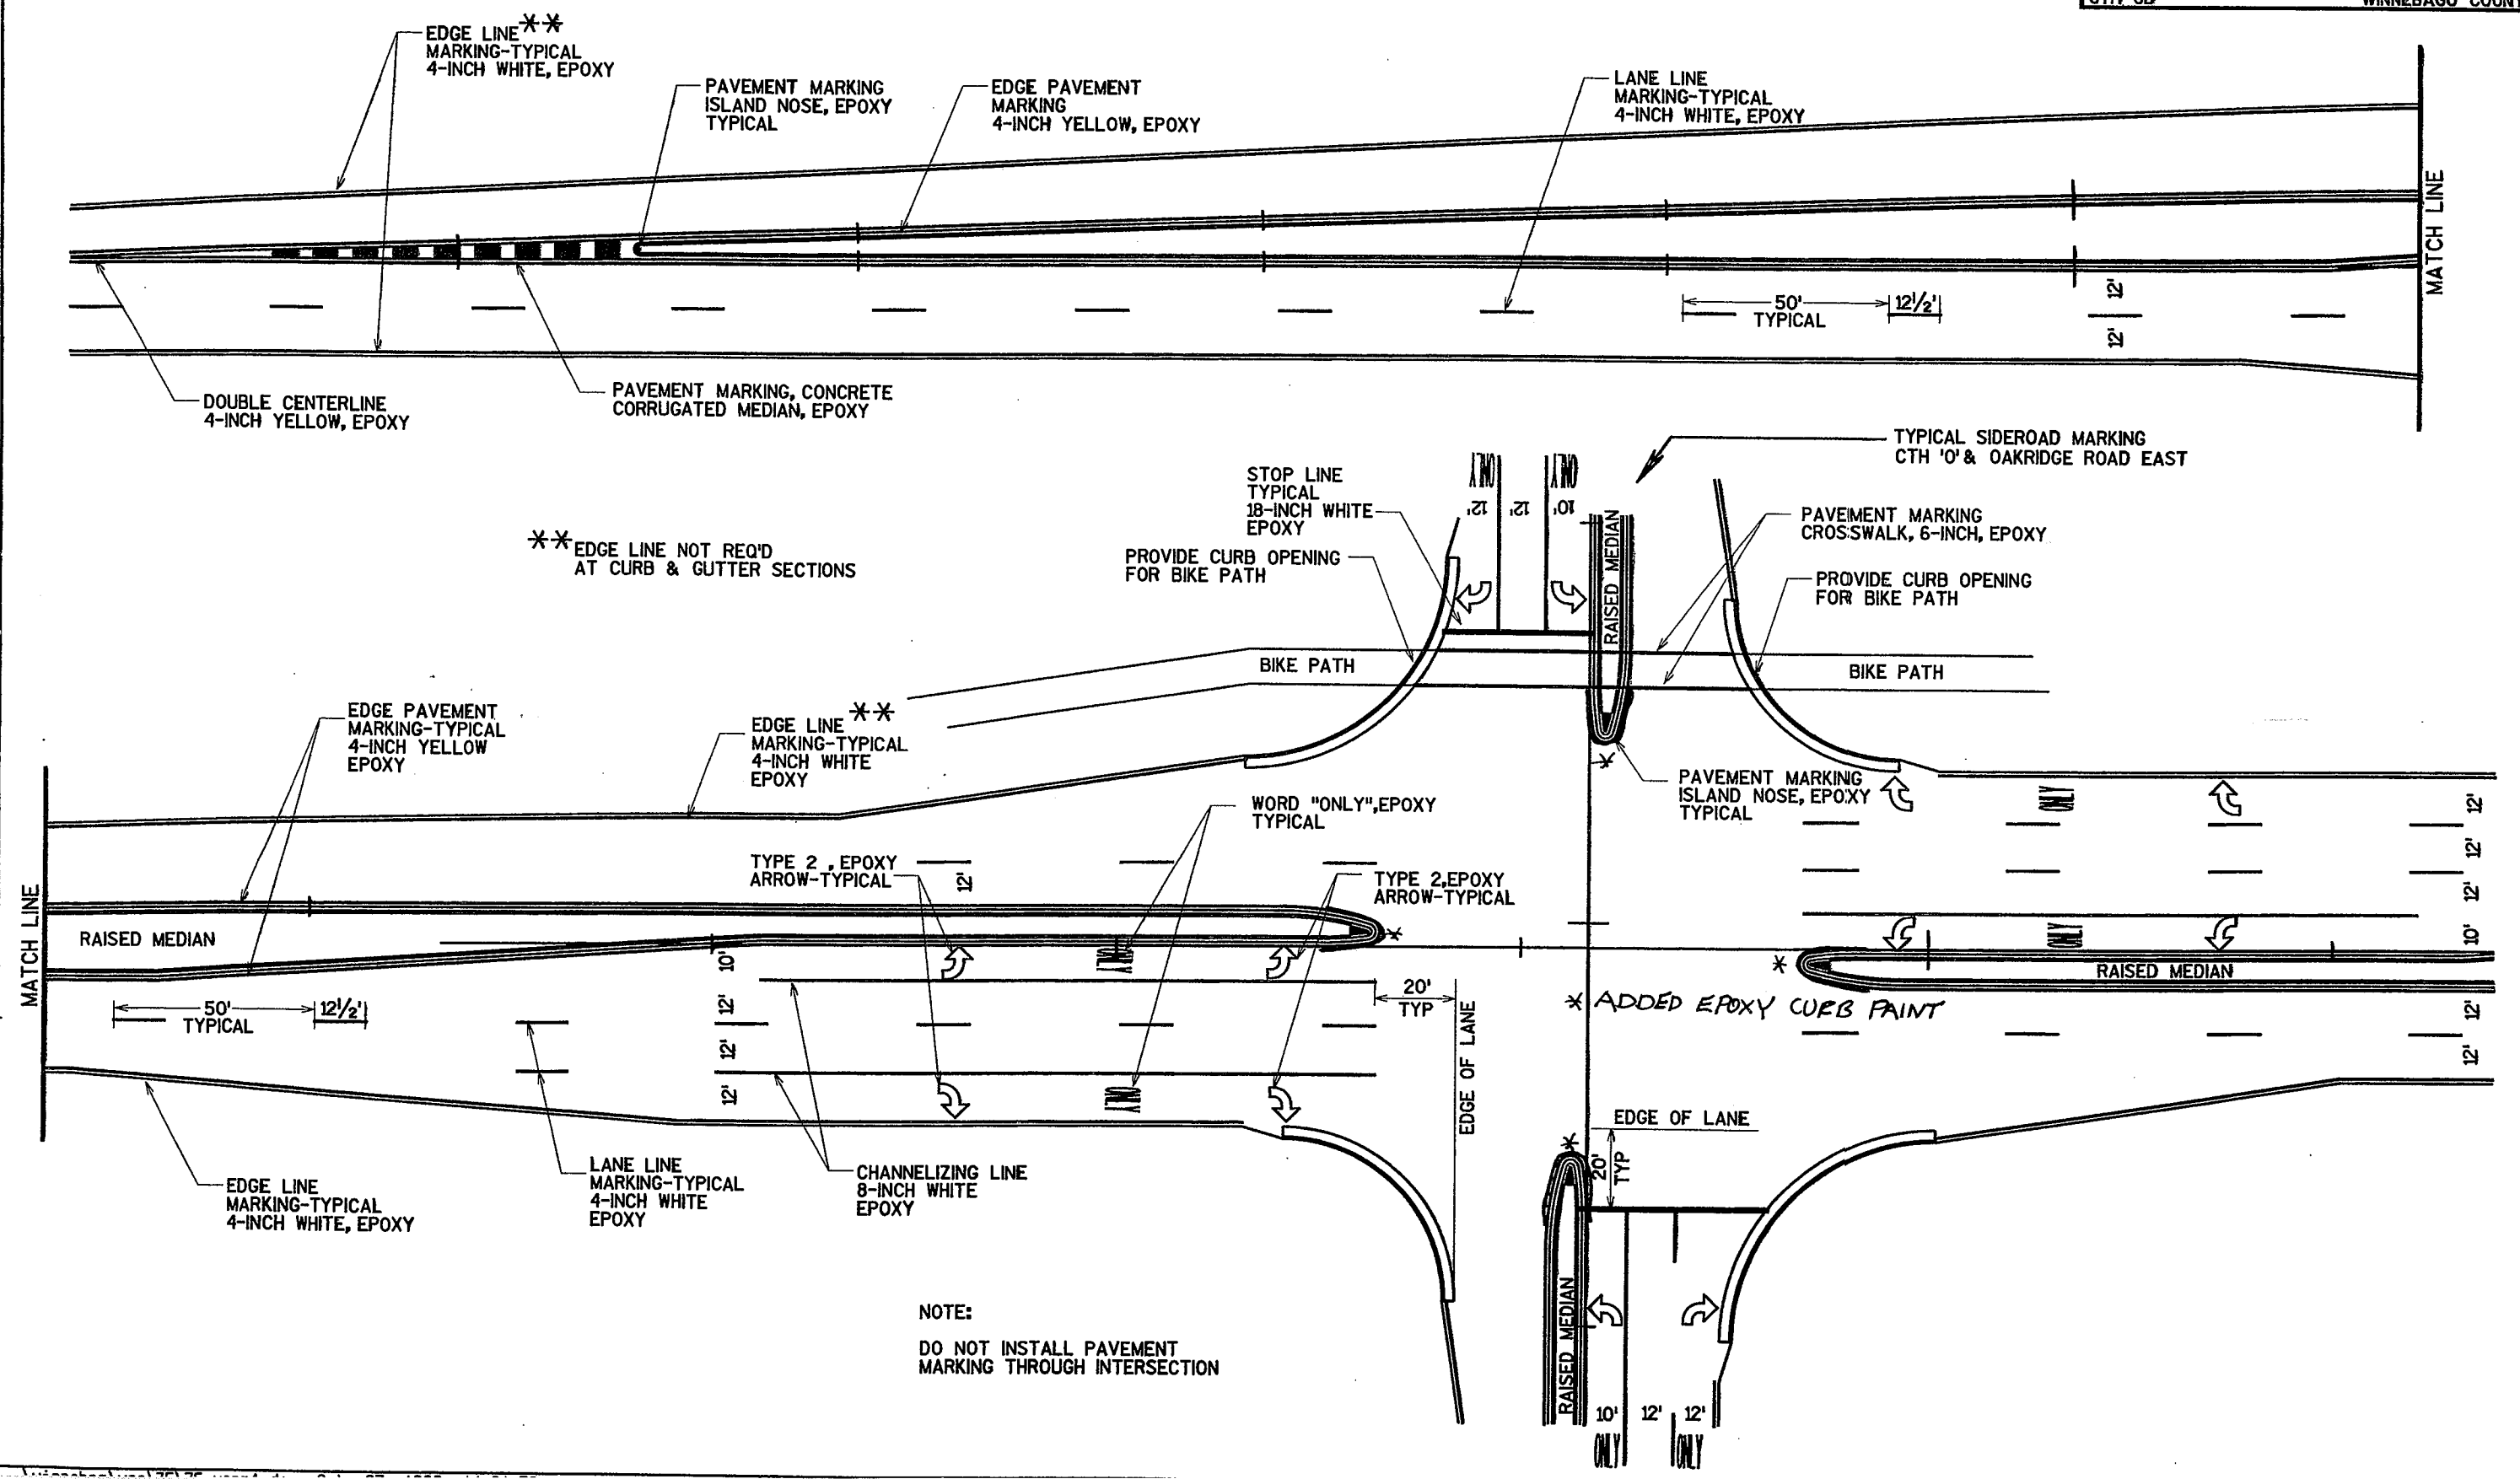 WINNEBAGO COUNTY
EDGE LINE **
MARKING-TYPICAL
4-INCH WHITE, EPOXY
PAVEMENT MARKING
ISLAND NOSE, EPOXY
TYPICAL
EDGE PAVEMENT
MARKING
4-INCH YELLOW, EPOXY
LANE LINE
MARKING-TYPICAL
4-INCH WHITE, EPOXY
MATCH LINE
50'
TYPICAL
12½'
12'
12'
DOUBLE CENTERLINE
4-INCH YELLOW, EPOXY
PAVEMENT MARKING, CONCRETE
CORRUGATED MEDIAN, EPOXY
TYPICAL SIDEROAD MARKING
CTH 'O' & OAKRIDGE ROAD EAST
** EDGE LINE NOT REQ'D
AT CURB & GUTTER SECTIONS
STOP LINE
TYPICAL
18-INCH WHITE
EPOXY
ONLY
ONLY
12'
12'
10'
RAISED MEDIAN
PROVIDE CURB OPENING
FOR BIKE PATH
PAVEMENT MARKING
CROSSWALK, 6-INCH, EPOXY
PROVIDE CURB OPENING
FOR BIKE PATH
BIKE PATH
BIKE PATH
EDGE PAVEMENT
MARKING-TYPICAL
4-INCH YELLOW
EPOXY
EDGE LINE **
MARKING-TYPICAL
4-INCH WHITE
EPOXY
*
PAVEMENT MARKING
ISLAND NOSE, EPOXY
TYPICAL
WORD "ONLY", EPOXY
TYPICAL
ONLY
12'
12'
12'
10'
TYPE 2 , EPOXY
ARROW-TYPICAL
12'
TYPE 2, EPOXY
ARROW-TYPICAL
MATCH LINE
RAISED MEDIAN
*
ONLY
10'
ONLY
*
RAISED MEDIAN
50'
TYPICAL
12½'
12'
12'
12'
20'
TYP
EDGE OF LANE
* ADDED EPOXY CURB PAINT
12'
12'
ONLY
EDGE OF LANE
*
20'
TYP
EDGE LINE
MARKING-TYPICAL
4-INCH WHITE, EPOXY
LANE LINE
MARKING-TYPICAL
4-INCH WHITE
EPOXY
CHANNELIZING LINE
8-INCH WHITE
EPOXY
RAISED MEDIAN
NOTE:
DO NOT INSTALL PAVEMENT
MARKING THROUGH INTERSECTION
10'
12'
12'
ONLY
ONLY